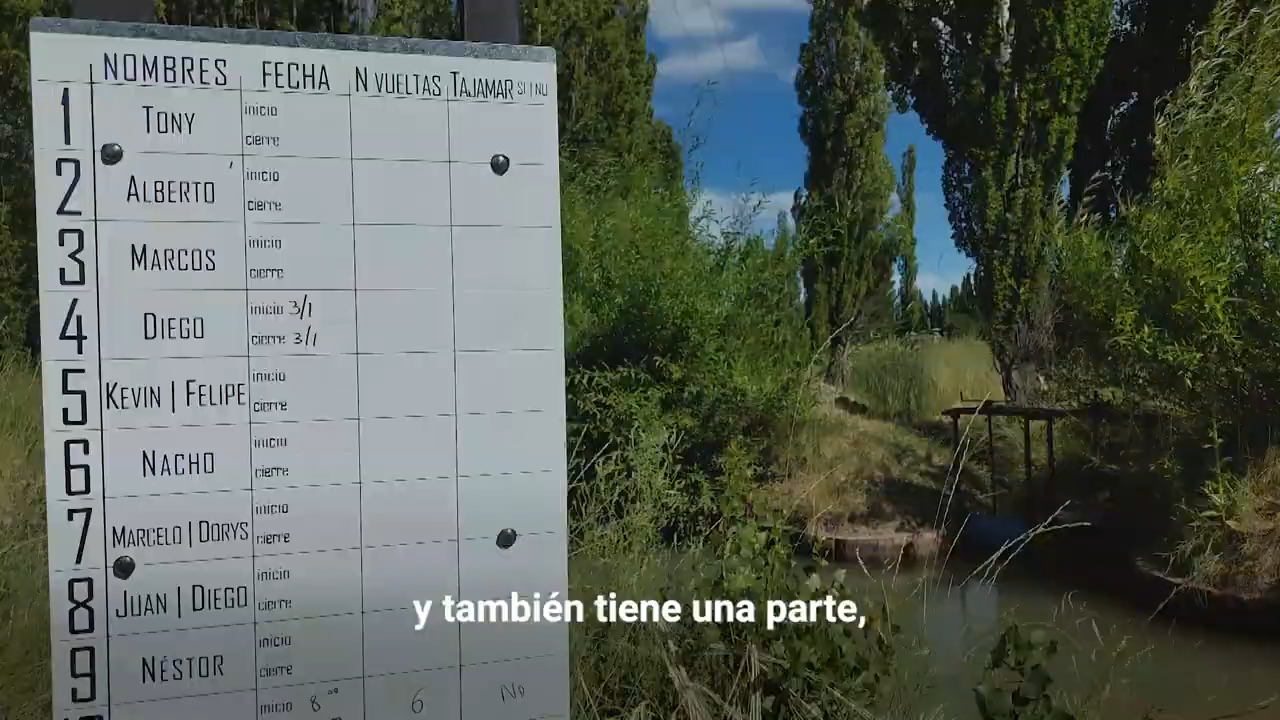 NOMBRES FECHA N VUELTAS TAJAMAR SI | NO
1 TONY inicio
cierre
2 ALBERTO inicio
cierre
3 MARCOS inicio
cierre
4 DIEGO inicio 3/1
cierre 3/1
5 KEVIN | FELIPE inicio
cierre
6 NACHO inicio
cierre
7 MARCELO | DORYS inicio
cierre
8 JUAN | DIEGO inicio
cierre
9 NÉSTOR inicio
cierre
inicio 8 6 No
y también tiene una parte,